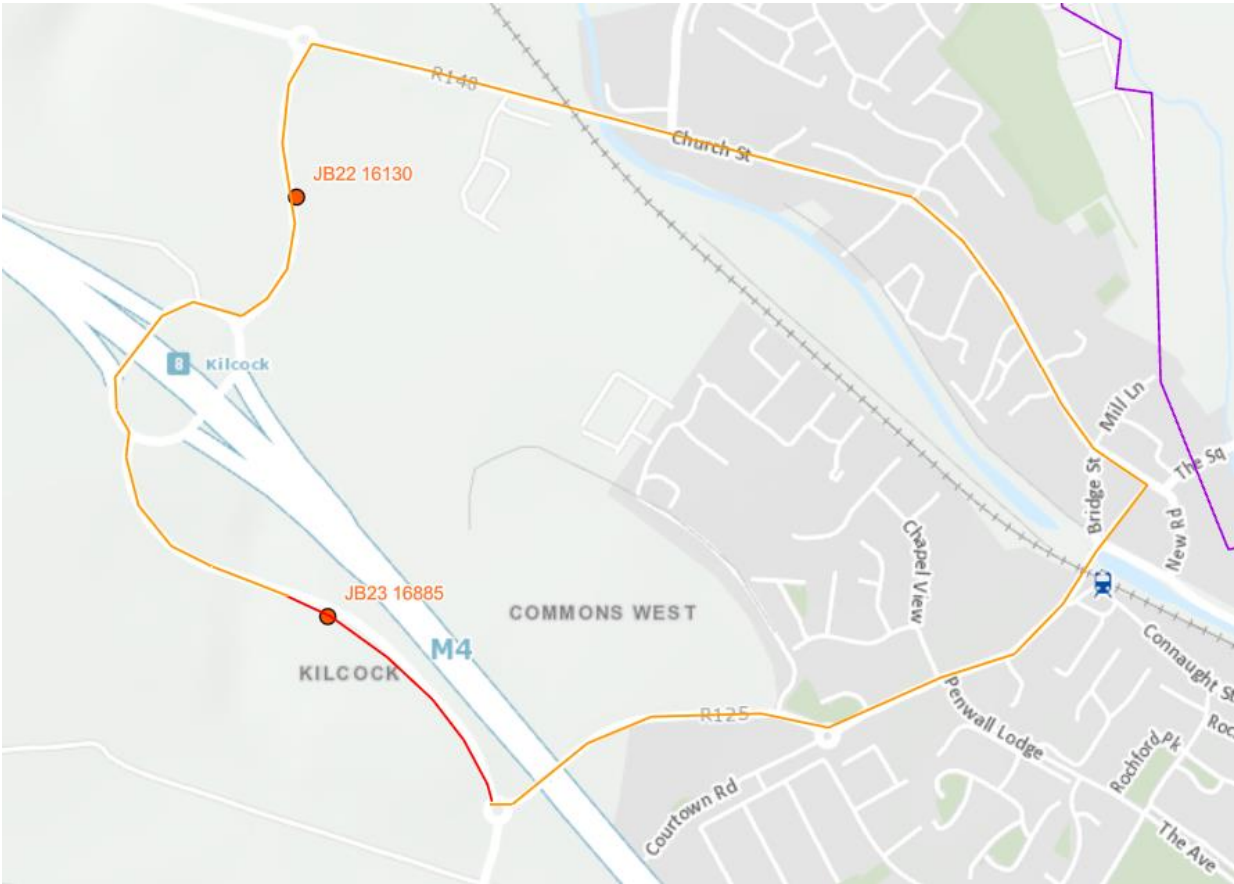 R148
Church St
JB22 16130
8 Kilcock
Mill Ln
The Sq
Bridge St
New Rd
Chapel View
JB23 16885
COMMONS WEST
M4
KILCOCK
Connaught St
R125
Penwall Lodge
Rochford Pk
Roc
Courtown Rd
The Ave